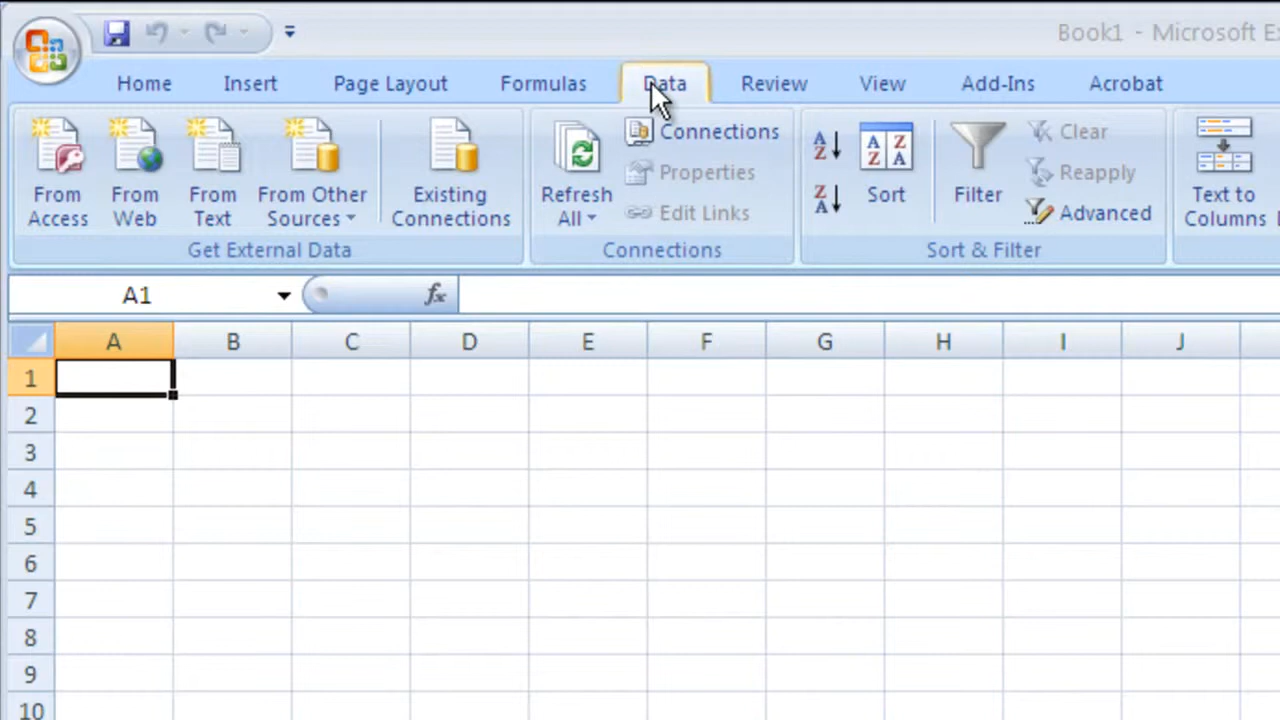 Book1 - Microsoft Ex
Home Insert Page Layout Formulas Data Review View Add-Ins Acrobat
From Access
From Web
From Text
From Other Sources
Existing Connections
Get External Data
Refresh All
Connections
Properties
Edit Links
Connections
A Z
Z A
A Z Z A
Sort
Filter
Clear
Reapply
Advanced
Sort & Filter
Text to Columns
A1
fx
A B C D E F G H I J
1
2
3
4
5
6
7
8
9
10